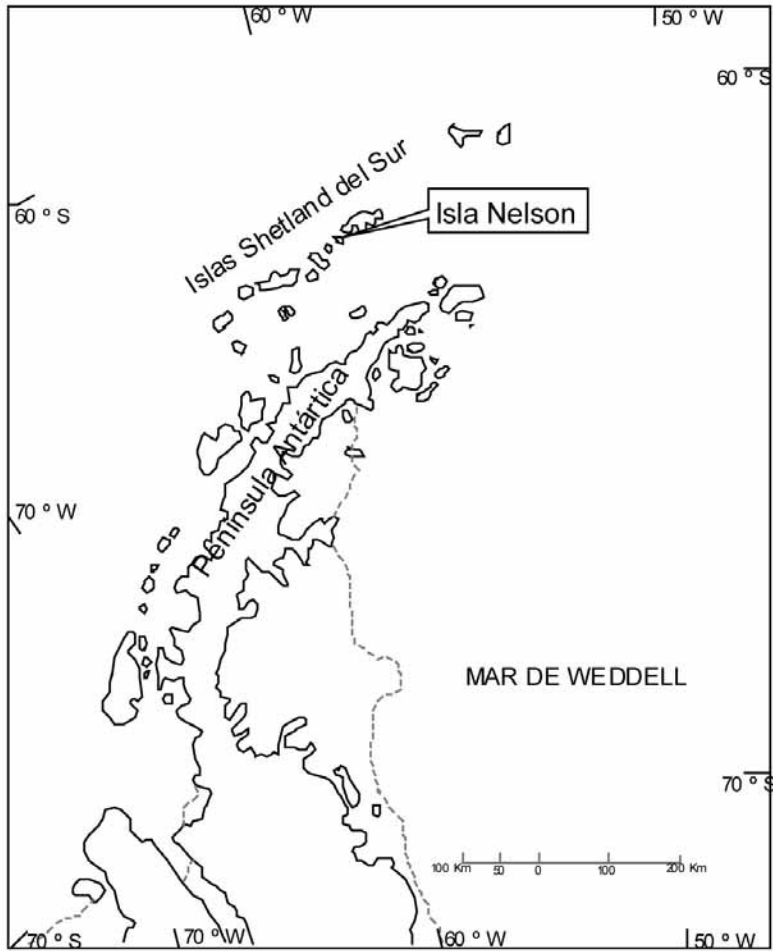 60 º W
50 º W
60 º S
60 º S
Islas Shetland del Sur
Isla Nelson
Península Antártica
70 º W
MAR DE WEDDELL
70 º S
100 Km 50 0 100 200 Km
70 º S
70 º W
60 º W
50 º W